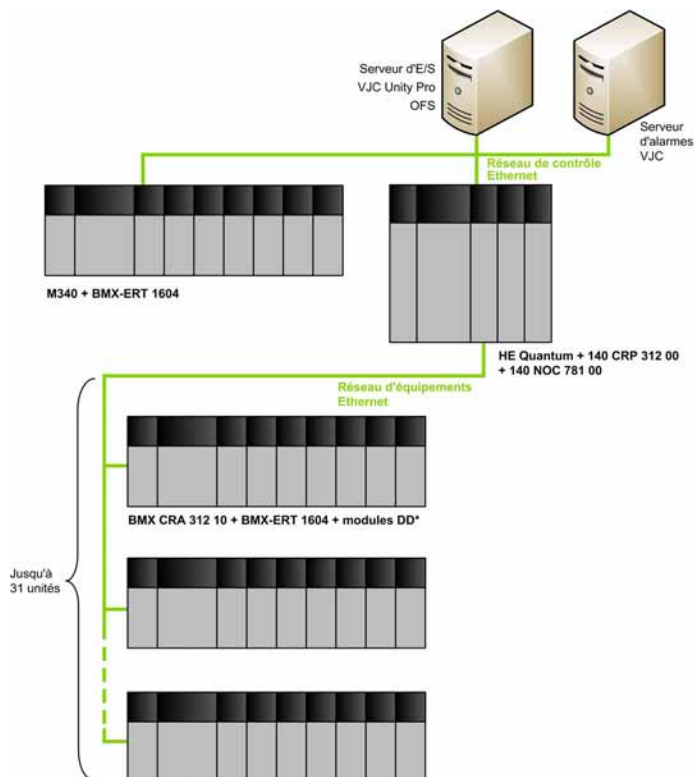 Serveur d'E/S
VJC Unity Pro
OFS
Serveur
d'alarmes
VJC
Réseau de contrôle
Ethernet
M340 + BMX-ERT 1604
HE Quantum + 140 CRP 312 00
+ 140 NOC 781 00
Réseau d'équipements
Ethernet
BMX CRA 312 10 + BMX-ERT 1604 + modules DD*
Jusqu'à
31 unités